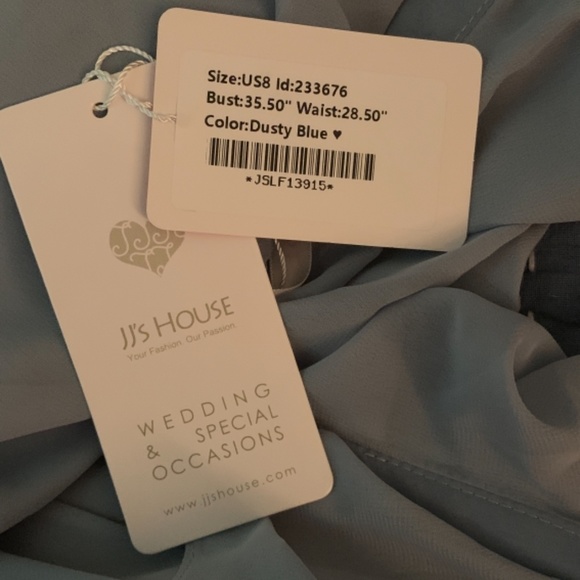 Size:US8 Id:233676
Bust:35.50" Waist:28.50"
Color:Dusty Blue ♥
*JSLF13915*
JJ's HOUSE
Your Fashion. Our Passion.
WEDDING
& SPECIAL
OCCASIONS
www.jjshouse.com